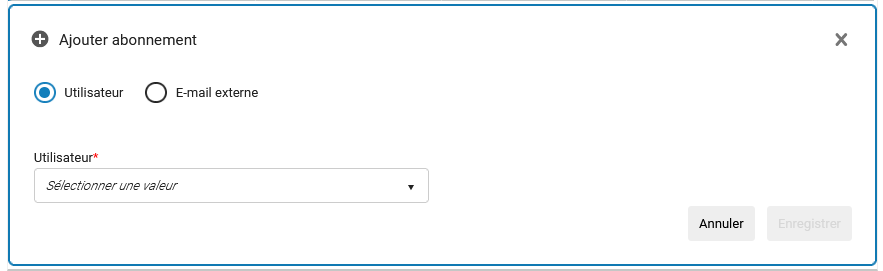 Ajouter abonnement
Utilisateur
E-mail externe
Utilisateur*
Sélectionner une valeur
Annuler
Enregistrer